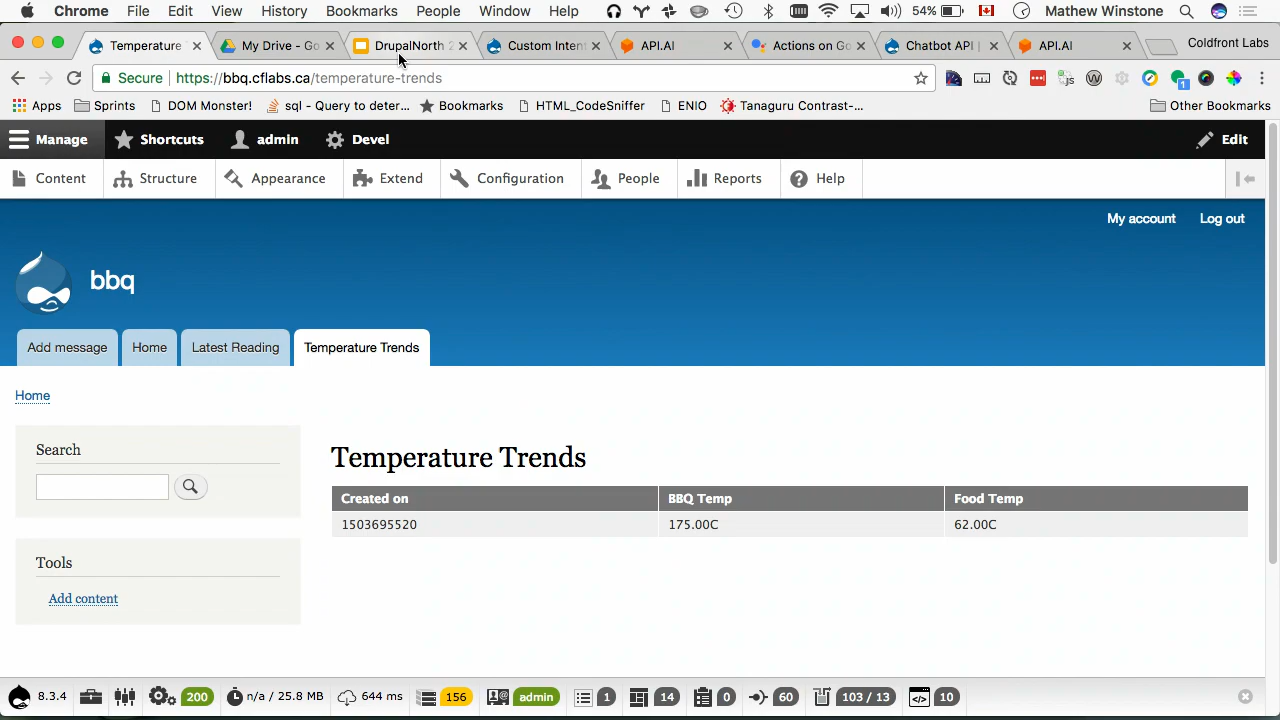 Chrome File Edit View History Bookmarks People Window Help 54% Mathew Winstone
Temperature My Drive - Go DrupalNorth 2 Custom Inten API.AI Actions on Go Chatbot API | API.AI Coldfront Labs
Secure https://bbq.cflabs.ca/temperature-trends
Apps Sprints DOM Monster! sql - Query to deter... Bookmarks HTML_CodeSniffer ENIO Tanaguru Contrast-... Other Bookmarks
Manage Shortcuts admin Devel Edit
Content Structure Appearance Extend Configuration People Reports Help
My account Log out
bbq
Add message Home Latest Reading Temperature Trends
Home
Search
Temperature Trends
Created on BBQ Temp Food Temp
1503695520 175.00C 62.00C
Tools
Add content
8.3.4 200 n/a / 25.8 MB 644 ms 156 admin 1 14 0 60 103 / 13 10